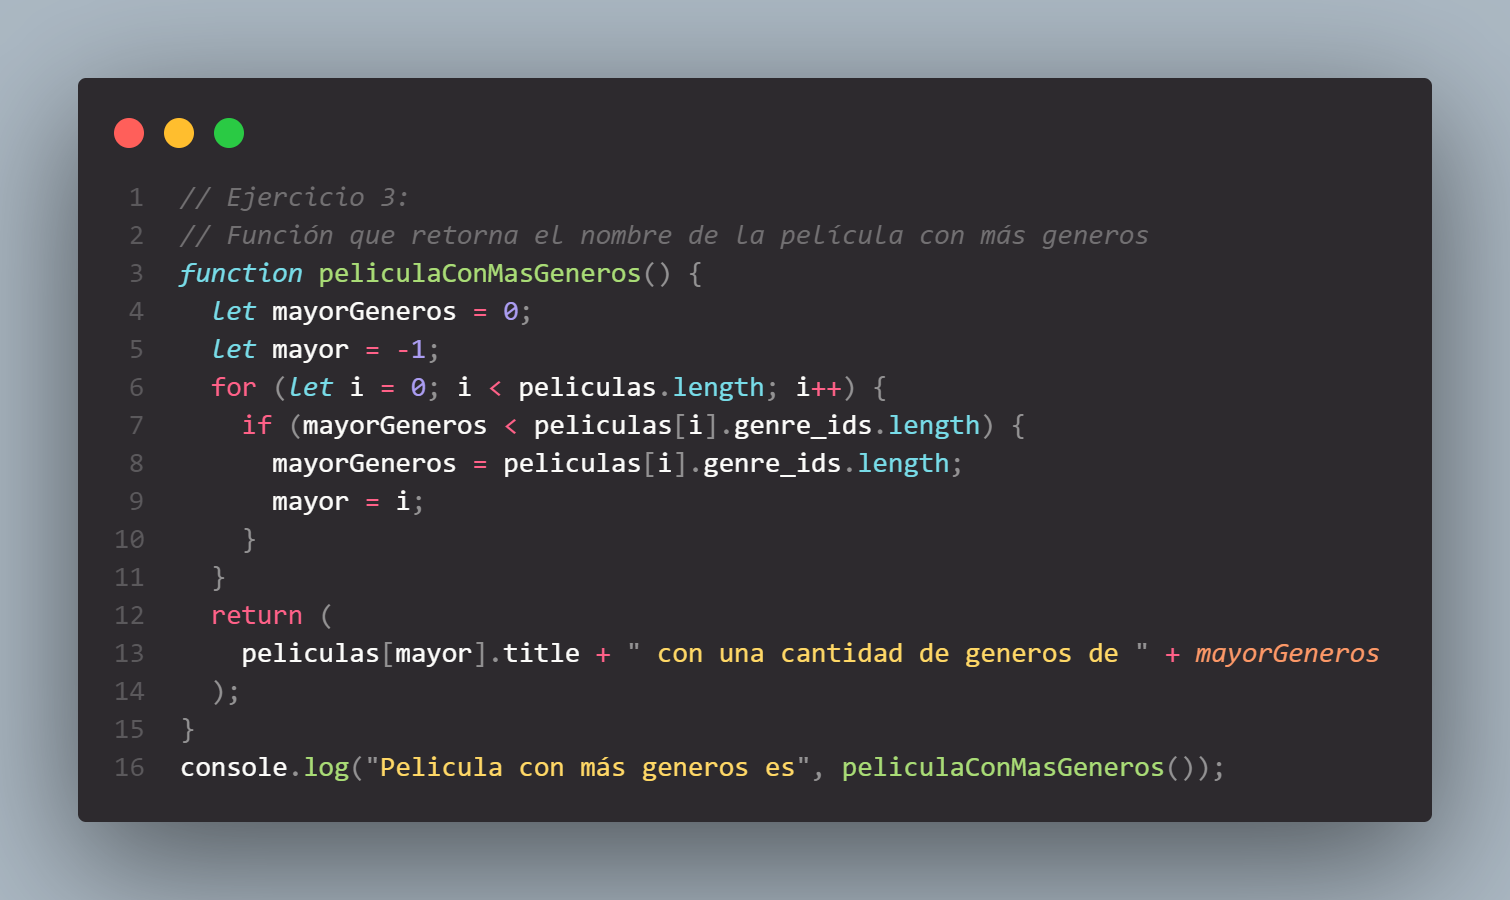 1 // Ejercicio 3:
2 // Función que retorna el nombre de la película con más generos
3 function peliculaConMasGeneros() {
4   let mayorGeneros = 0;
5   let mayor = -1;
6   for (let i = 0; i < peliculas.length; i++) {
7     if (mayorGeneros < peliculas[i].genre_ids.length) {
8       mayorGeneros = peliculas[i].genre_ids.length;
9       mayor = i;
10     }
11   }
12   return (
13     peliculas[mayor].title + " con una cantidad de generos de " + mayorGeneros
14   );
15 }
16 console.log("Pelicula con más generos es", peliculaConMasGeneros());